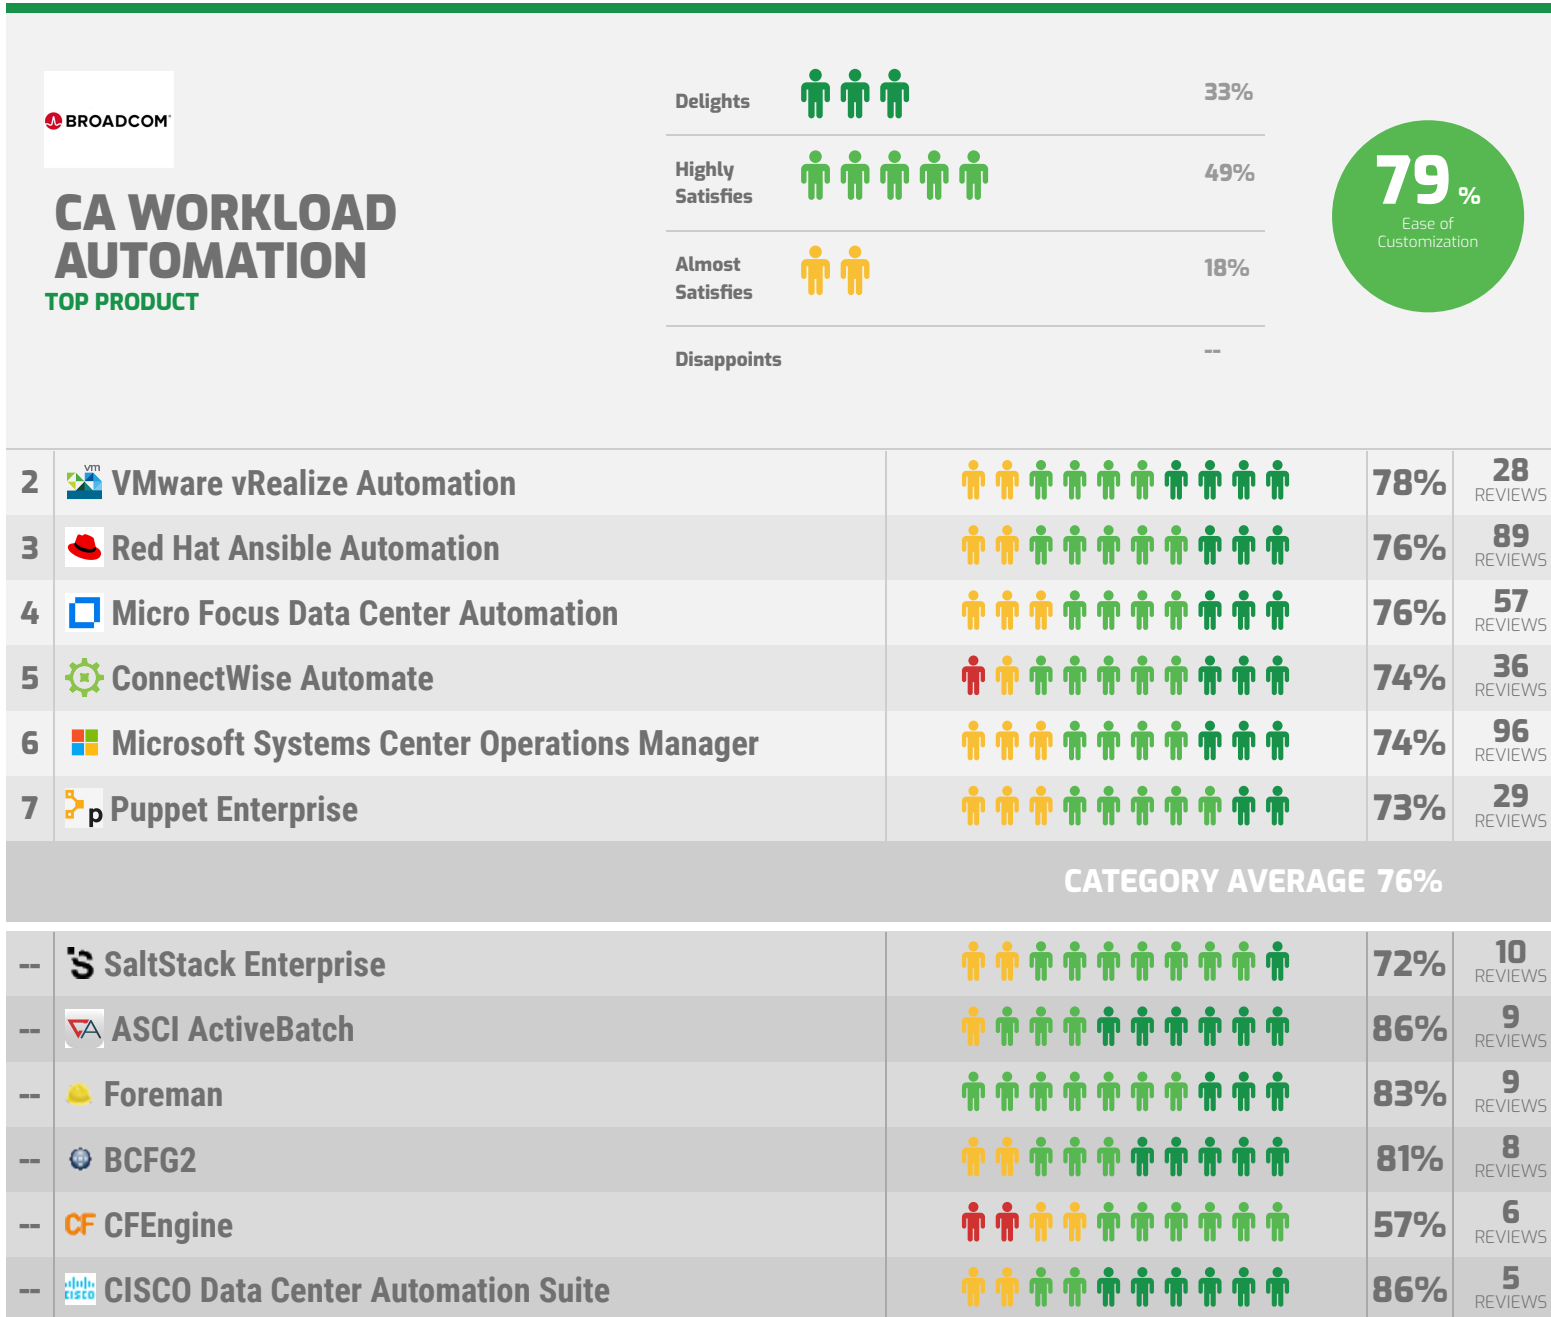 BROADCOM
CA WORKLOAD
AUTOMATION
TOP PRODUCT
Delights 33%
Highly
Satisfies 49%
Almost
Satisfies 18%
Disappoints --
79 %
Ease of
Customization
2 vm VMware vRealize Automation 78% 28 REVIEWS
3 Red Hat Ansible Automation 76% 89 REVIEWS
4 Micro Focus Data Center Automation 76% 57 REVIEWS
5 ConnectWise Automate 74% 36 REVIEWS
6 Microsoft Systems Center Operations Manager 74% 96 REVIEWS
7 p Puppet Enterprise 73% 29 REVIEWS
CATEGORY AVERAGE 76%
-- S SaltStack Enterprise 72% 10 REVIEWS
-- ASCI ActiveBatch 86% 9 REVIEWS
-- Foreman 83% 9 REVIEWS
-- BCFG2 81% 8 REVIEWS
-- CF CFEngine 57% 6 REVIEWS
-- CISCO CISCO Data Center Automation Suite 86% 5 REVIEWS